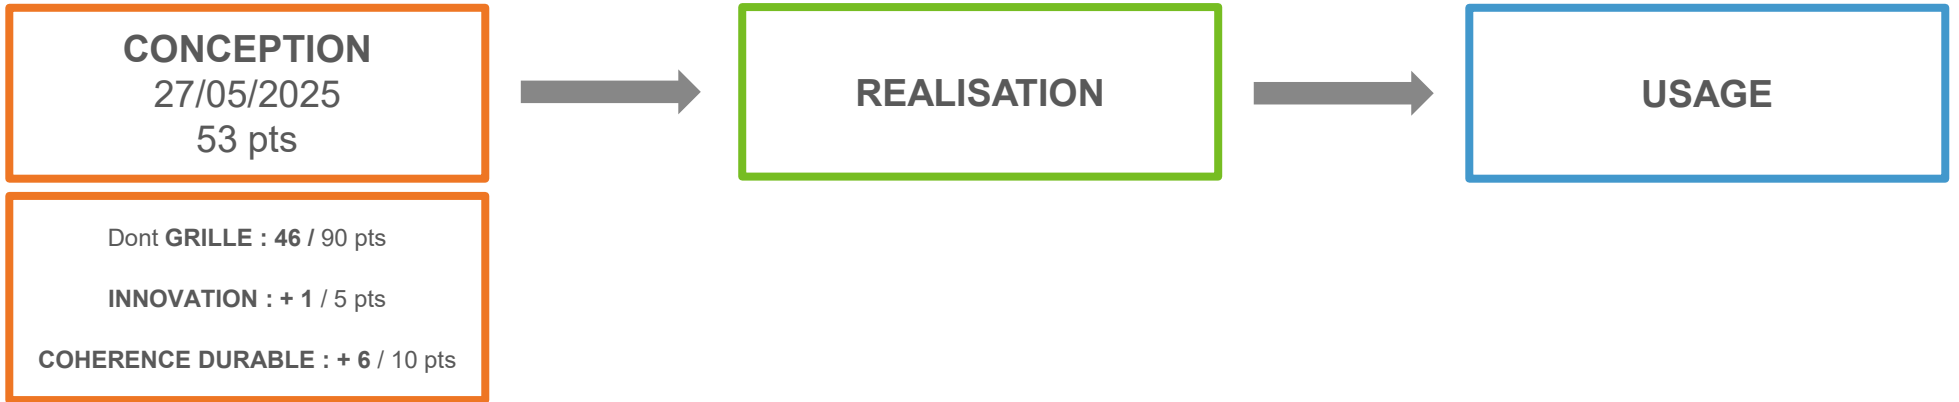 CONCEPTION
27/05/2025
53 pts
REALISATION
USAGE
Dont GRILLE : 46 / 90 pts
INNOVATION : + 1 / 5 pts
COHERENCE DURABLE : + 6 / 10 pts